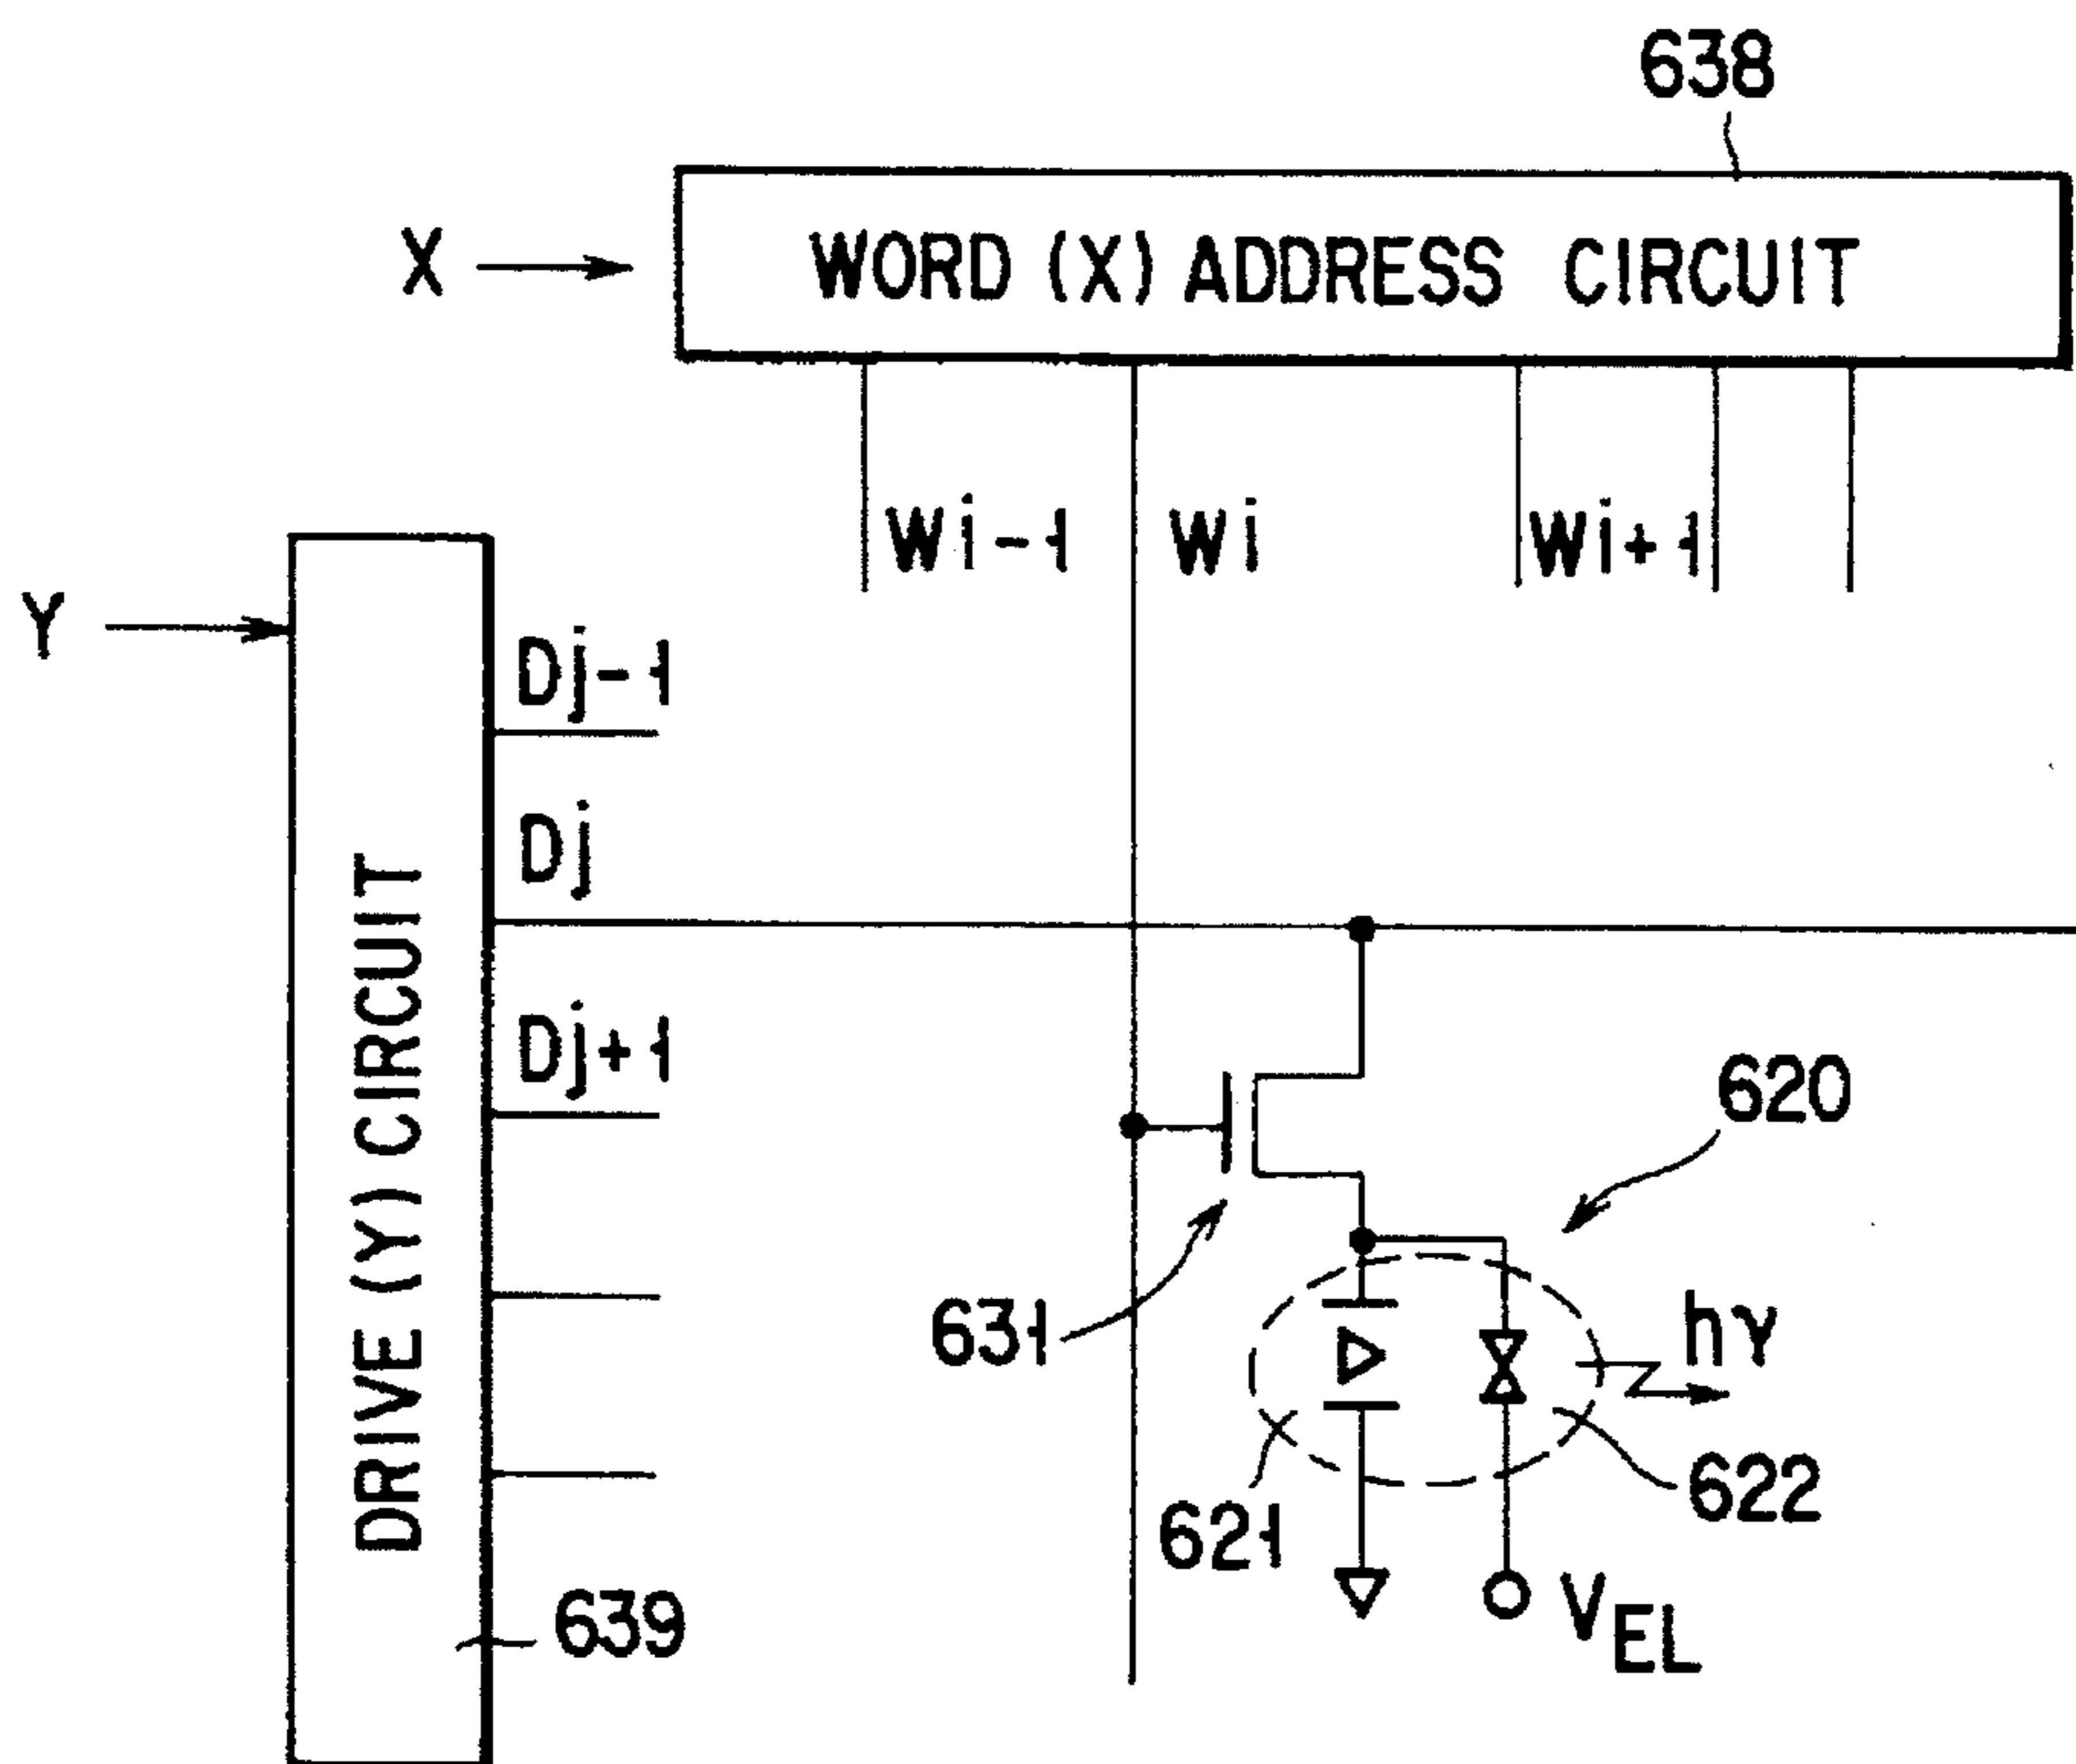 638
X
WORD (X) ADDRESS CIRCUIT
Wi-1
Wi
Wi+1
Y
Dj-1
Dj
Dj+1
DRIVE (Y) CIRCUIT
620
631
hγ
621
622
639
VEL